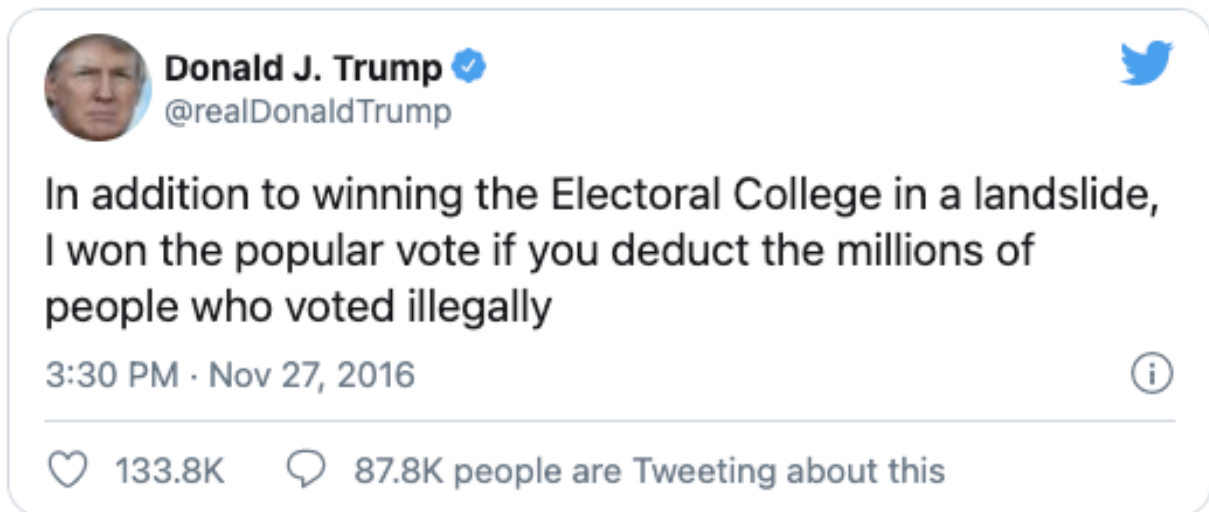 Donald J. Trump
@realDonaldTrump
In addition to winning the Electoral College in a landslide,
I won the popular vote if you deduct the millions of
people who voted illegally
3:30 PM · Nov 27, 2016
133.8K 87.8K people are Tweeting about this